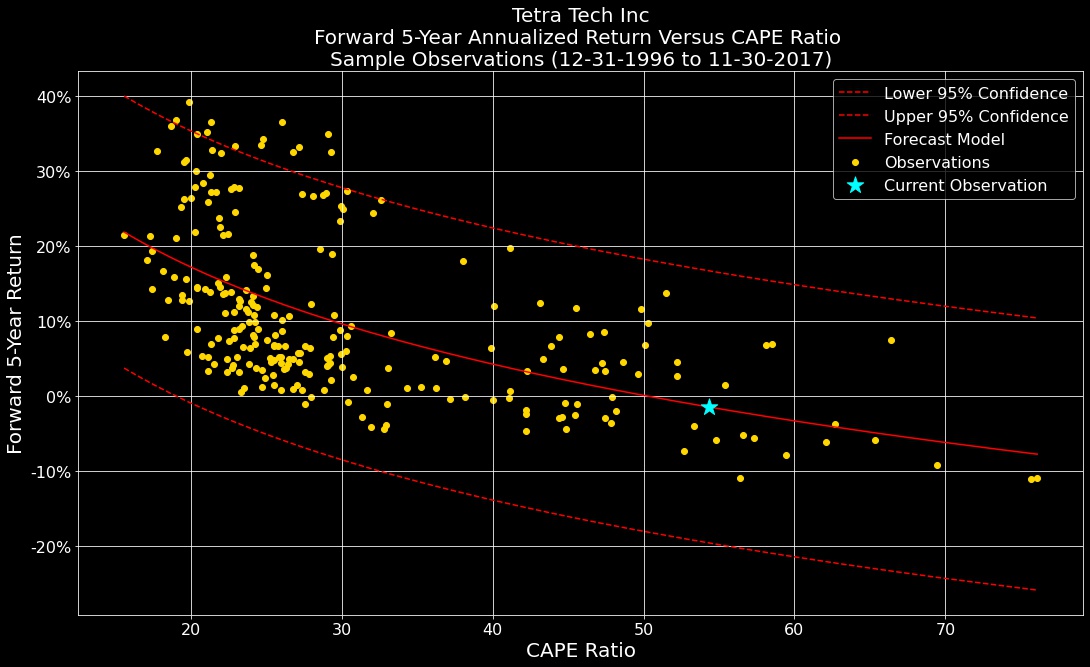 Tetra Tech Inc
Forward 5-Year Annualized Return Versus CAPE Ratio
Sample Observations (12-31-1996 to 11-30-2017)
Lower 95% Confidence
Upper 95% Confidence
Forecast Model
Observations
Current Observation
Forward 5-Year Return
40%
30%
20%
10%
0%
-10%
-20%
20 30 40 50 60 70
CAPE Ratio